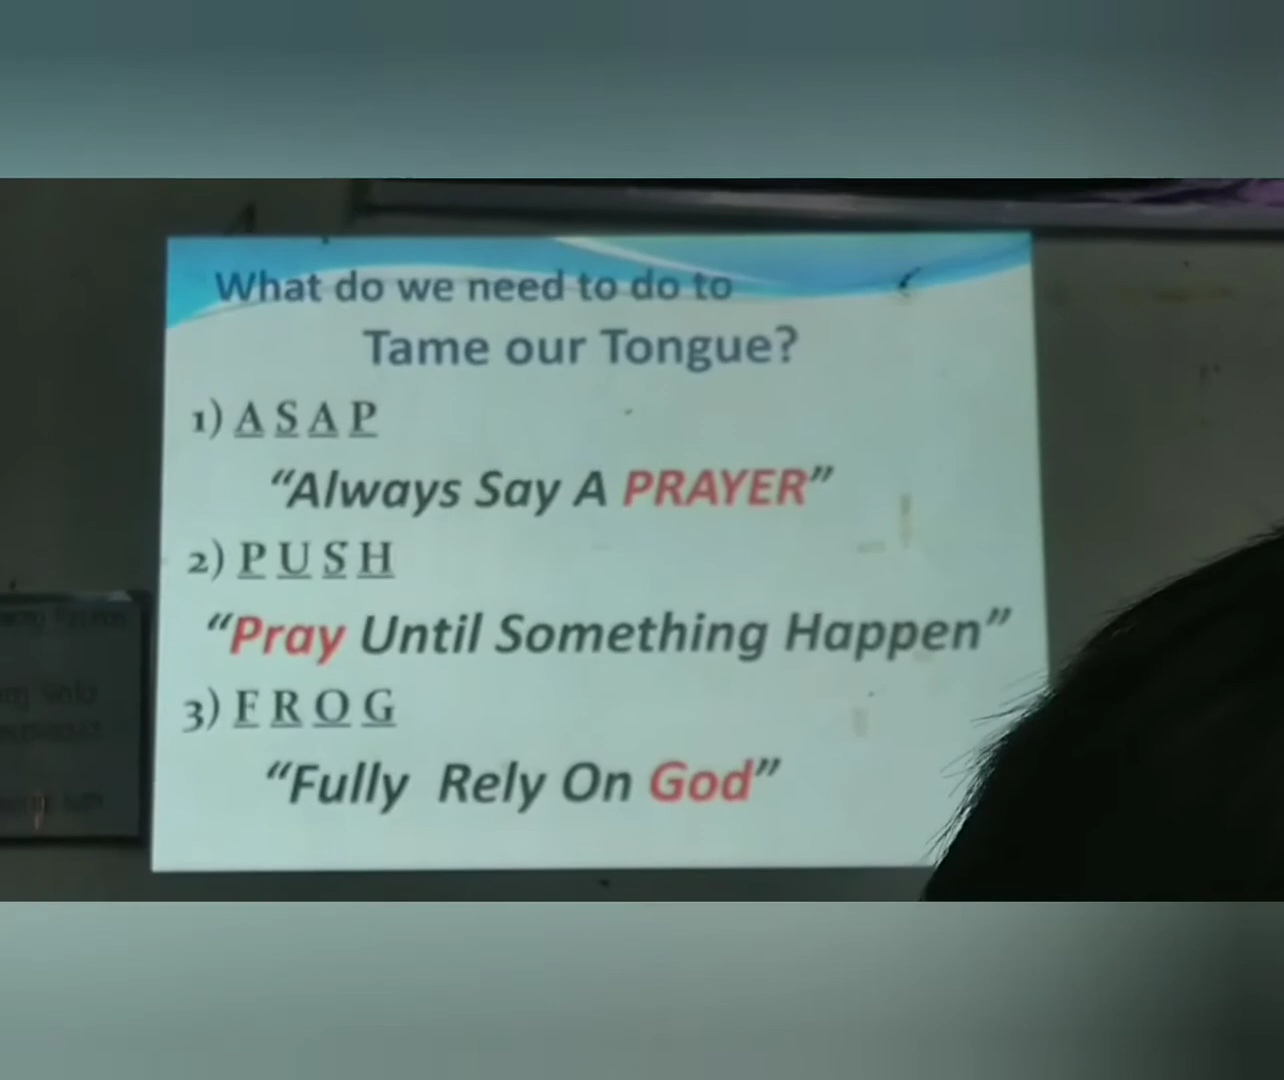 What do we need to do to
Tame our Tongue?
1) A S A P
“Always Say A PRAYER”
2) P U S H
“Pray Until Something Happen”
3) F R O G
“Fully Rely On God”